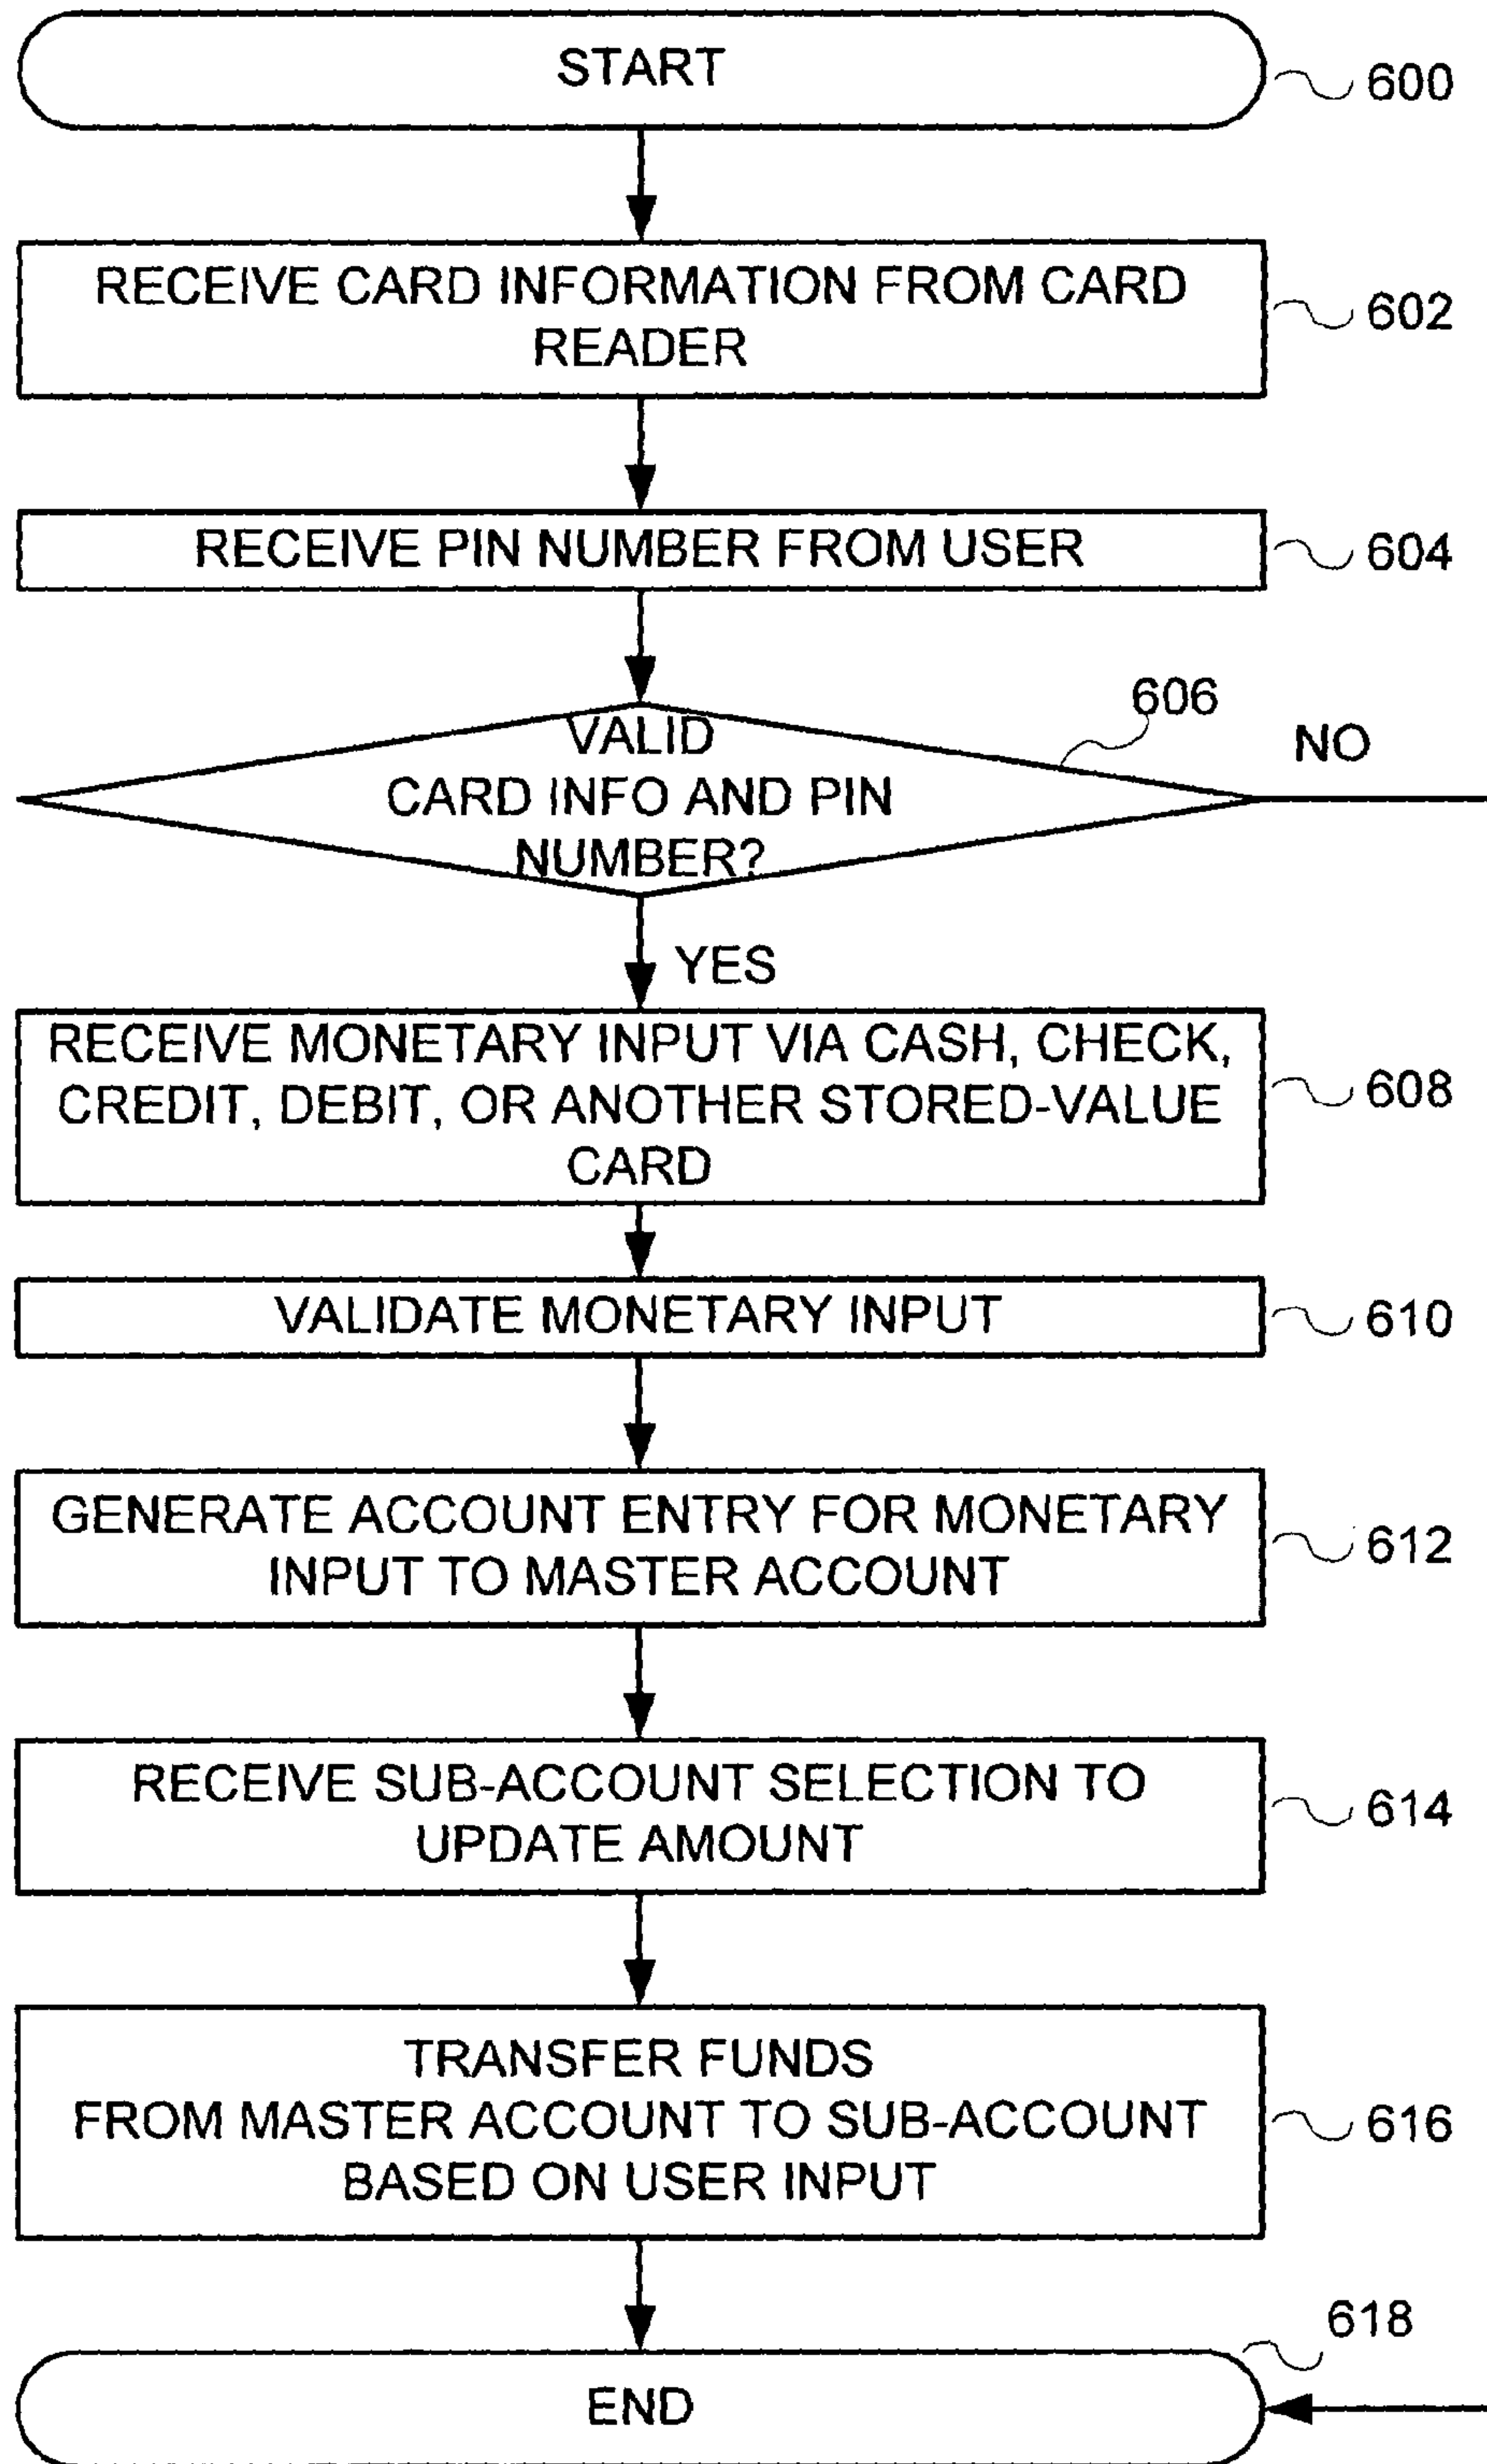 START
600
RECEIVE CARD INFORMATION FROM CARD
READER
602
RECEIVE PIN NUMBER FROM USER
604
606
VALID
CARD INFO AND PIN
NUMBER?
NO
YES
RECEIVE MONETARY INPUT VIA CASH, CHECK,
CREDIT, DEBIT, OR ANOTHER STORED-VALUE
CARD
608
VALIDATE MONETARY INPUT
610
GENERATE ACCOUNT ENTRY FOR MONETARY
INPUT TO MASTER ACCOUNT
612
RECEIVE SUB-ACCOUNT SELECTION TO
UPDATE AMOUNT
614
TRANSFER FUNDS
FROM MASTER ACCOUNT TO SUB-ACCOUNT
BASED ON USER INPUT
616
618
END